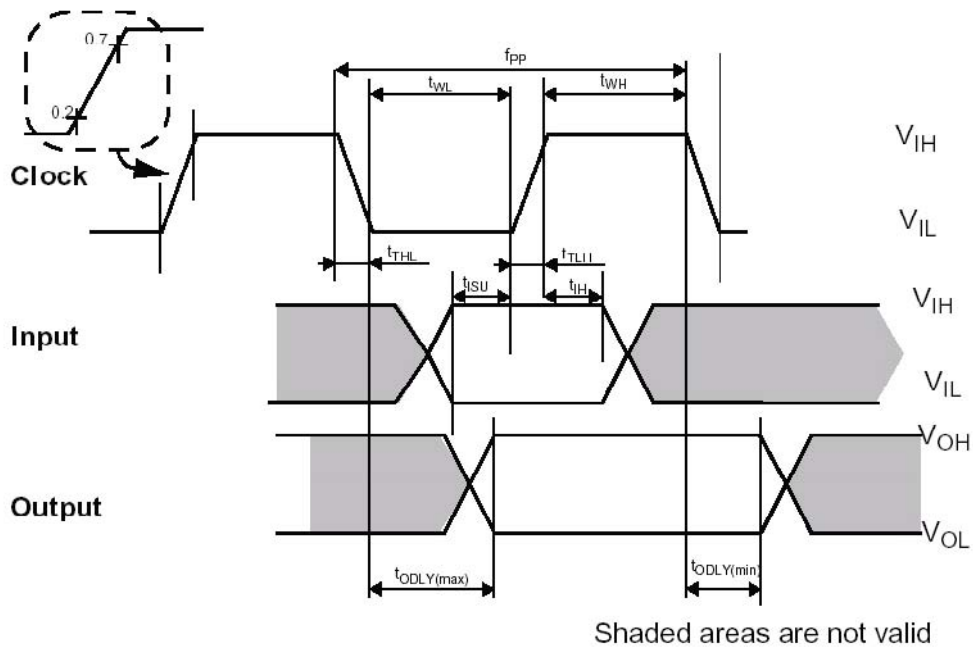 0.7
0.2
fPP
tWL
tWH
Clock
VIH
VIL
tTHL
tTLH
tISU
tIH
Input
VIH
VIL
Output
VOH
VOL
tODLY(max)
tODLY(min)
Shaded areas are not valid